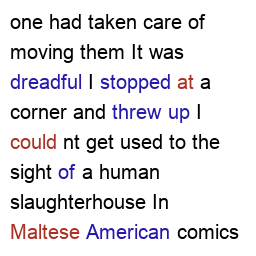 one had taken care of
moving them It was
dreadful I stopped at a
corner and threw up I
could nt get used to the
sight of a human
slaughterhouse In
Maltese American comics